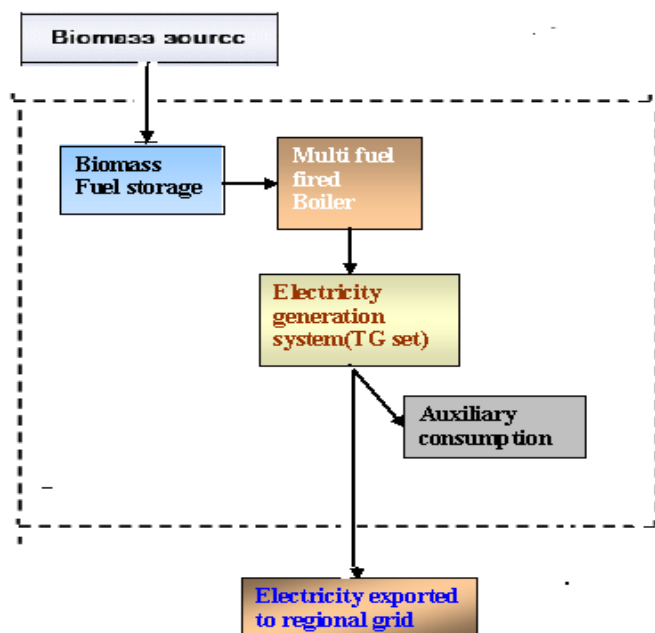 Biomass source
Biomass
Fuel storage
Multi fuel
fired
Boiler
Electricity
generation
system(TG set)
Auxiliary
consumption
Electricity exported
to regional grid